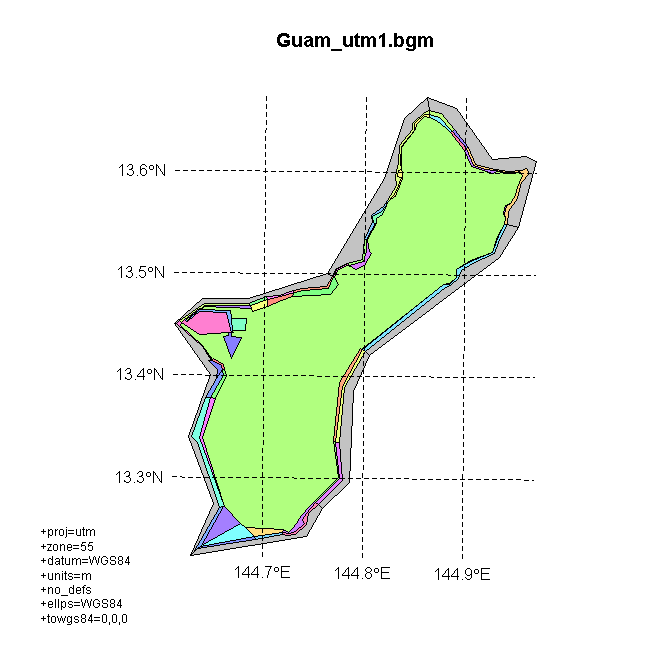 Guam_utm1.bgm
13.6°N
13.5°N
13.4°N
13.3°N
144.7°E 144.8°E 144.9°E
+proj=utm
+zone=55
+datum=WGS84
+units=m
+no_defs
+ellps=WGS84
+towgs84=0,0,0